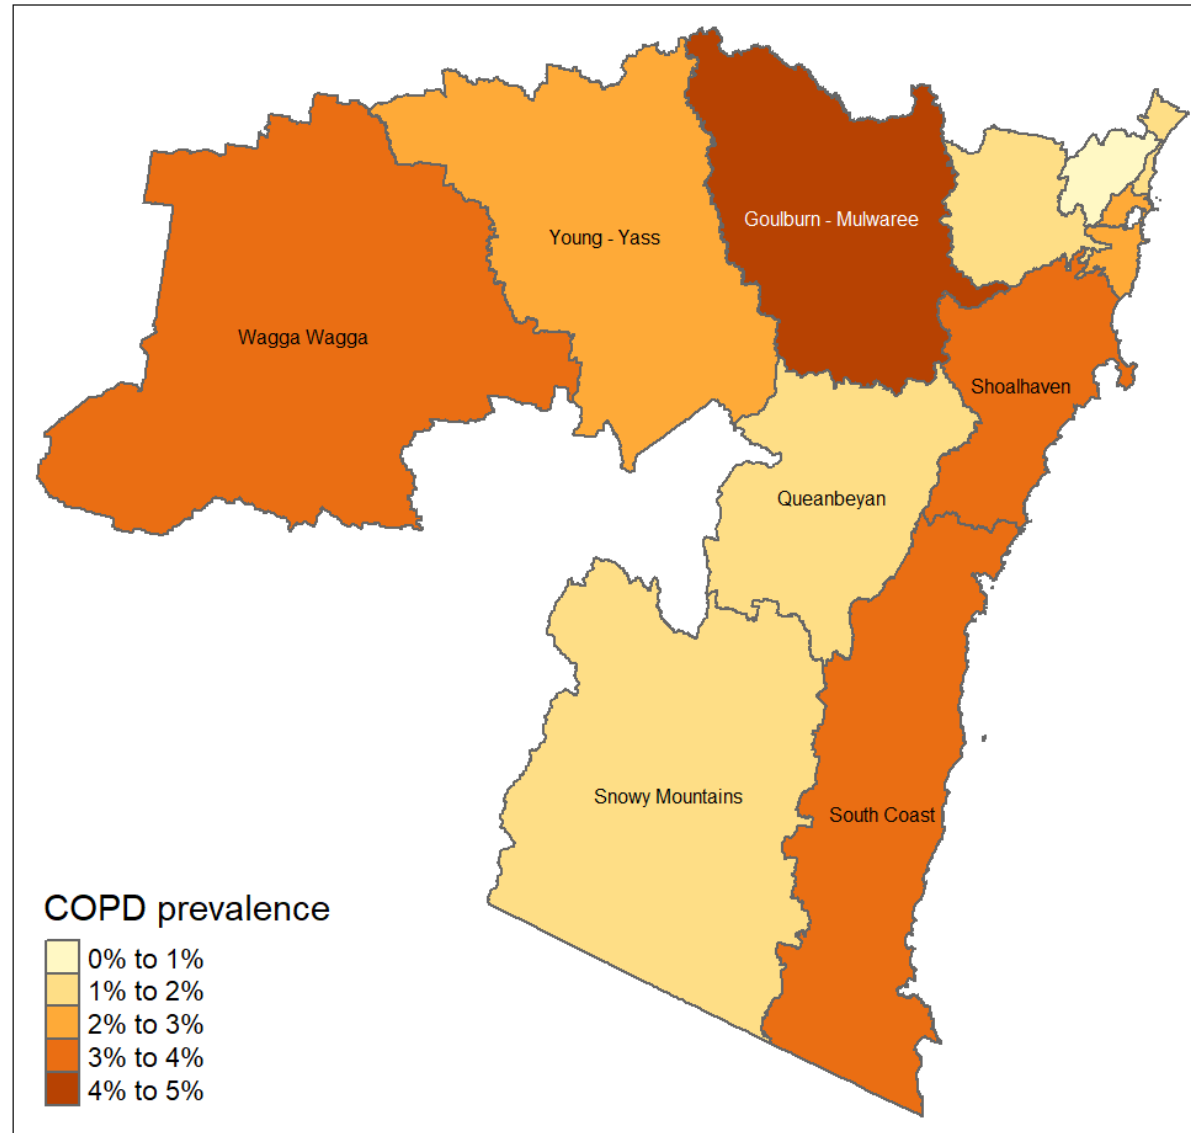 Goulburn - Mulwaree
Young - Yass
Wagga Wagga
Shoalhaven
Queanbeyan
Snowy Mountains
South Coast
COPD prevalence
0% to 1%
1% to 2%
2% to 3%
3% to 4%
4% to 5%